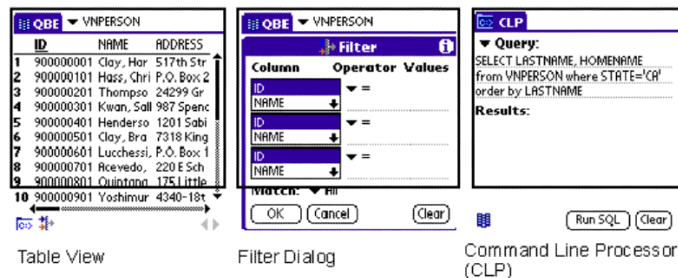 QBE VNPERSON
ID NAME ADDRESS
1 900000001 Clay, Har 517th Str
2 900000101 Hass, Chri P.O. Box 2
3 900000201 Thompso 24299 Gr
4 900000301 Kwan, Sall 987 Spenc
5 900000401 Henderso 1201 Sabi
6 900000501 Clay, Bra 7318 King
7 900000601 Lucchessi, P.O. Box 1
8 900000701 Acevedo, 220 E Sch
9 900000801 Quintana 175 Little
10 900000901 Yoshimur 4340-18t
Table View
QBE VNPERSON
Filter
Column Operator Values
ID
NAME
=
ID
NAME
=
ID
NAME
=
Match: All
OK Cancel Clear
Filter Dialog
CLP
Query:
SELECT LASTNAME, HOMENAME
from VNPERSON where STATE='CA'
order by LASTNAME
Results:
Run SQL Clear
Command Line Processor
(CLP)